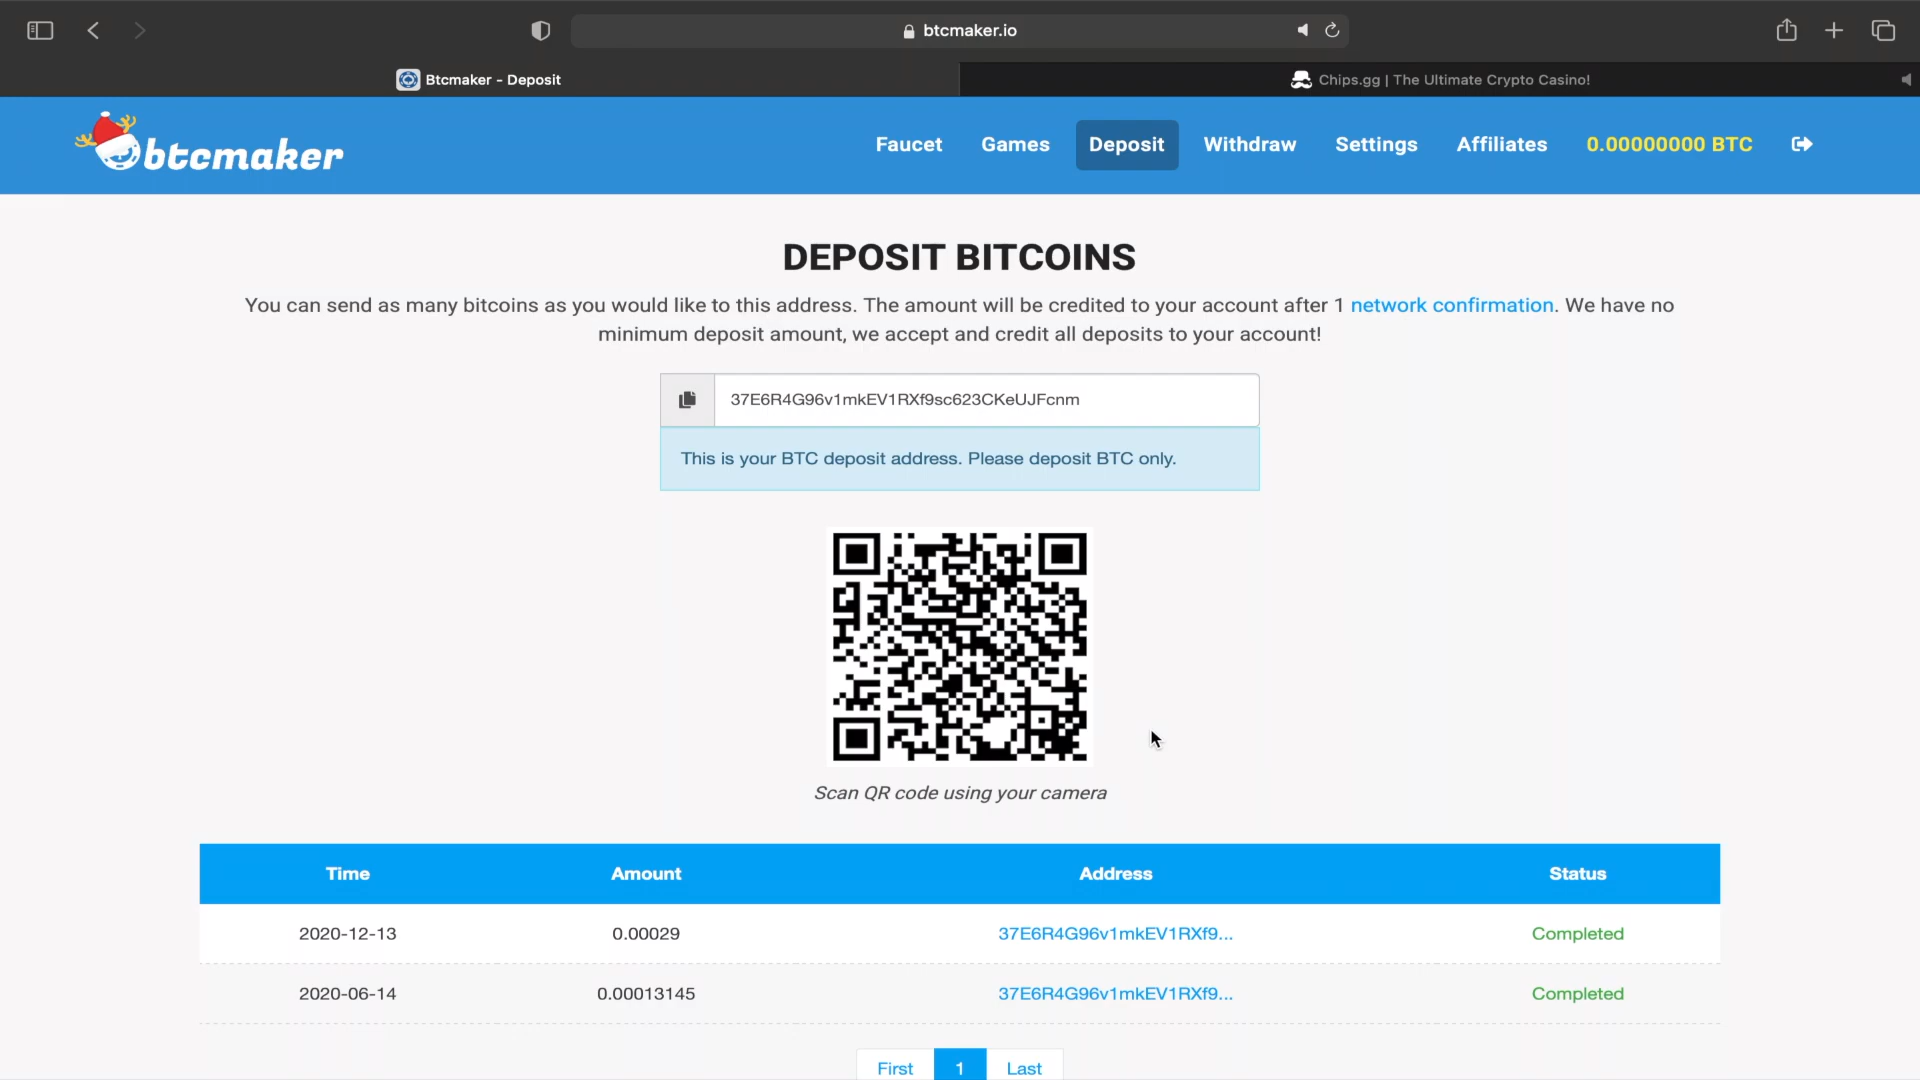 btcmaker.io
Btcmaker - Deposit
Chips.gg | The Ultimate Crypto Casino!
btcmaker
Faucet Games Deposit Withdraw Settings Affiliates 0.00000000 BTC
DEPOSIT BITCOINS
You can send as many bitcoins as you would like to this address. The amount will be credited to your account after 1 network confirmation. We have no
minimum deposit amount, we accept and credit all deposits to your account!
37E6R4G96v1mkEV1RXf9sc623CKeUJFcnm
This is your BTC deposit address. Please deposit BTC only.
Scan QR code using your camera
Time Amount Address Status
2020-12-13 0.00029 37E6R4G96v1mkEV1RXf9... Completed
2020-06-14 0.00013145 37E6R4G96v1mkEV1RXf9... Completed
First 1 Last